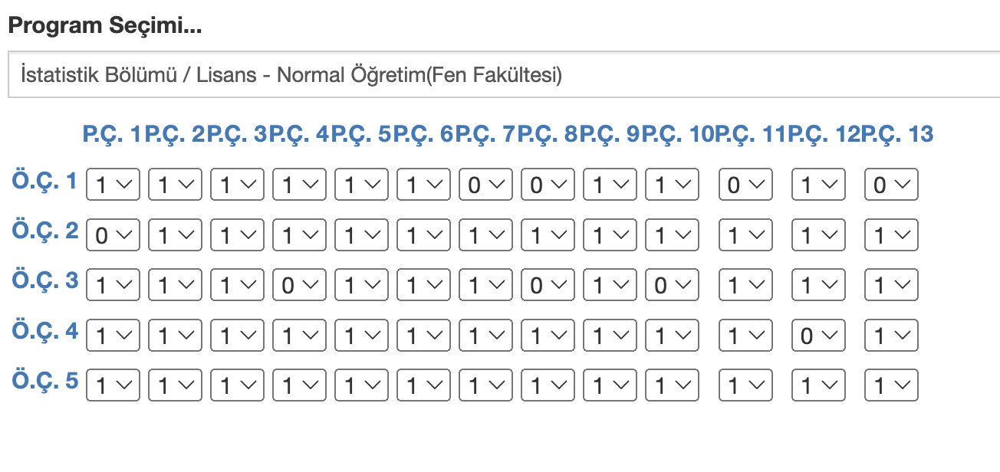 Program Seçimi...
İstatistik Bölümü / Lisans - Normal Öğretim(Fen Fakültesi)
P.Ç. 1 P.Ç. 2 P.Ç. 3 P.Ç. 4 P.Ç. 5 P.Ç. 6 P.Ç. 7 P.Ç. 8 P.Ç. 9 P.Ç. 10 P.Ç. 11 P.Ç. 12 P.Ç. 13
Ö.Ç. 1 1 1 1 1 1 1 0 0 1 1 0 1 0
Ö.Ç. 2 0 1 1 1 1 1 1 1 1 1 1 1 1
Ö.Ç. 3 1 1 1 0 1 1 1 0 1 0 1 1 1
Ö.Ç. 4 1 1 1 1 1 1 1 1 1 1 1 0 1
Ö.Ç. 5 1 1 1 1 1 1 1 1 1 1 1 1 1